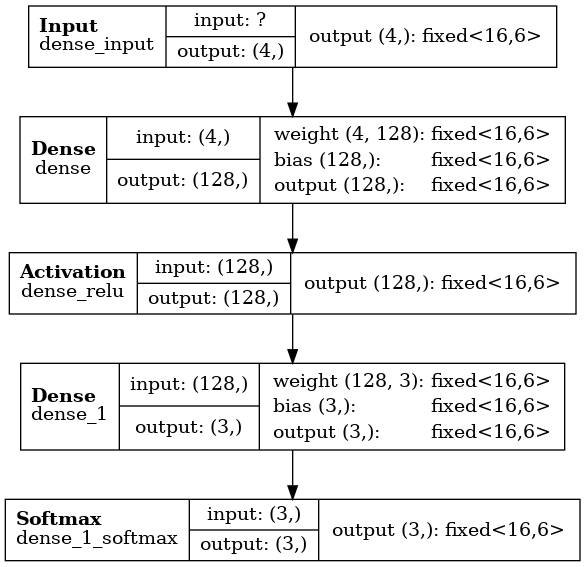 Input
dense_input
input: ?
output: (4,)
output (4,): fixed<16,6>
Dense
dense
input: (4,)
output: (128,)
weight (4, 128): fixed<16,6>
bias (128,): fixed<16,6>
output (128,): fixed<16,6>
Activation
dense_relu
input: (128,)
output: (128,)
output (128,): fixed<16,6>
Dense
dense_1
input: (128,)
output: (3,)
weight (128, 3): fixed<16,6>
bias (3,): fixed<16,6>
output (3,): fixed<16,6>
Softmax
dense_1_softmax
input: (3,)
output: (3,)
output (3,): fixed<16,6>